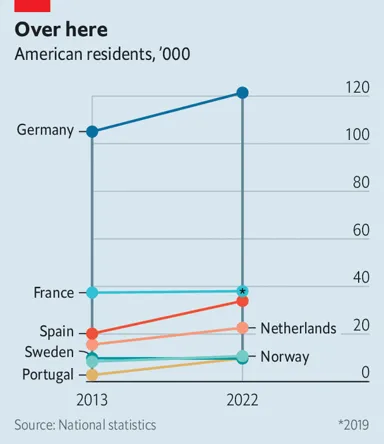 Over here
American residents, ’000
120
Germany
100
80
60
40
France
*
Spain
Netherlands
20
Sweden
Norway
Portugal
0
2013 2022
Source: National statistics *2019